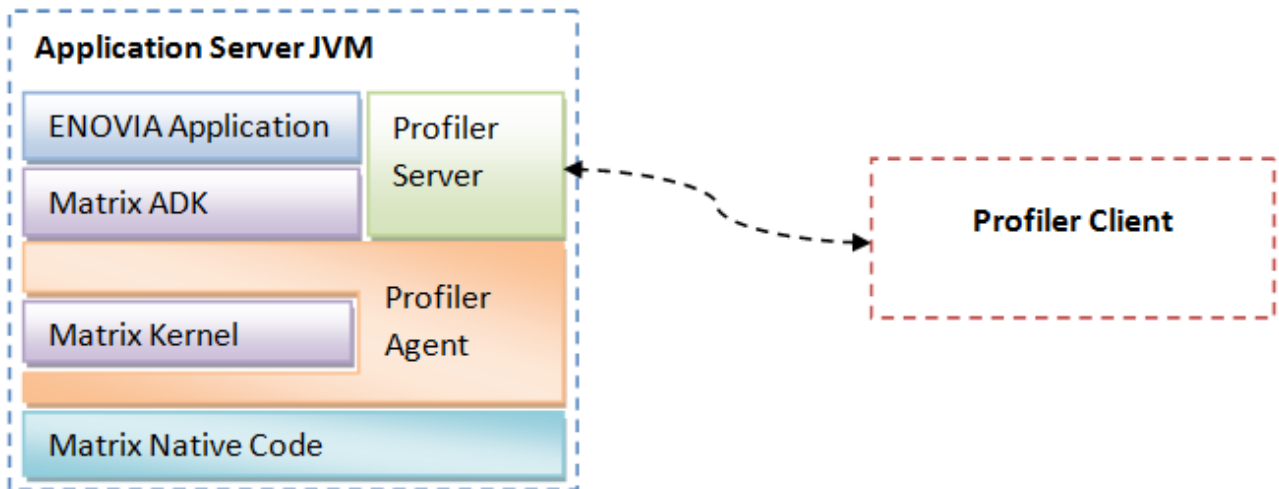 Application Server JVM
ENOVIA Application
Profiler
Server
Matrix ADK
Profiler
Agent
Matrix Kernel
Matrix Native Code
Profiler Client